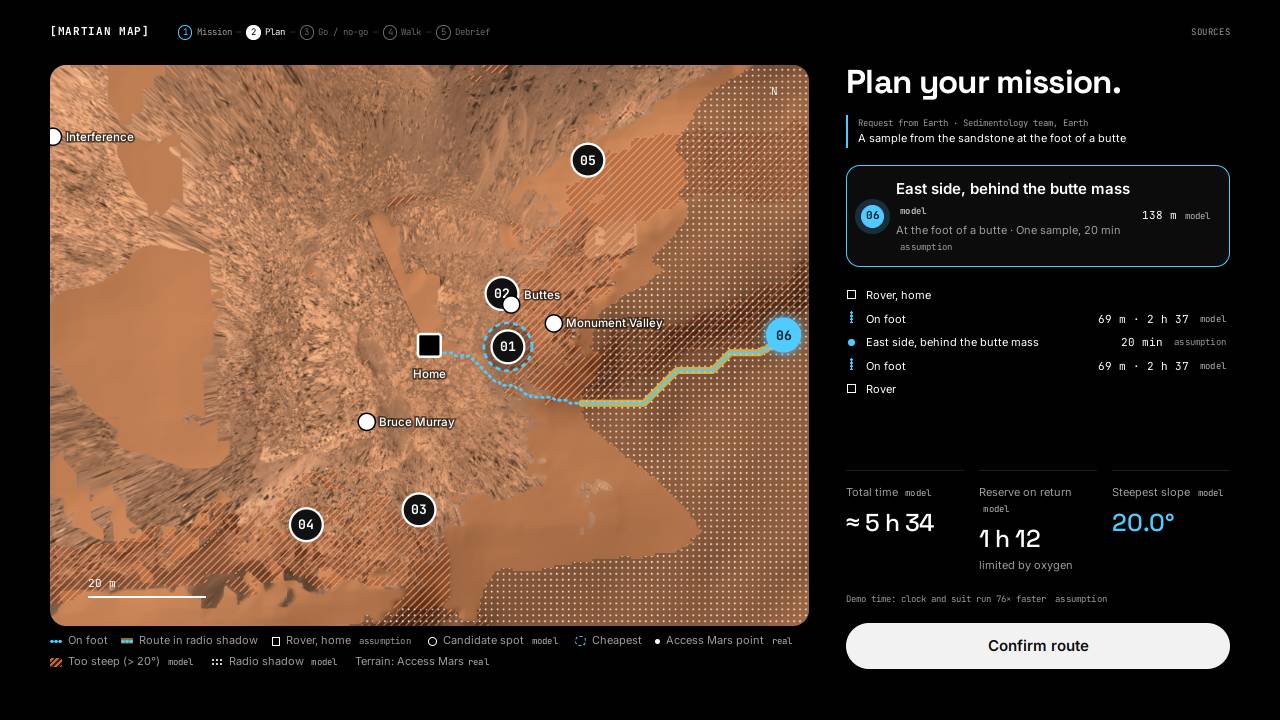 [MARTIAN MAP]
1 Mission – 2 Plan – 3 Go / no-go – 4 Walk – 5 Debrief
SOURCES
N
Interference
05
02
Buttes
Monument Valley
01
06
Home
Bruce Murray
03
04
20 m
On foot
Route in radio shadow
Rover, home assumption
Candidate spot model
Cheapest
Access Mars point real
Too steep (> 20°) model
Radio shadow model
Terrain: Access Mars real
Plan your mission.
Request from Earth · Sedimentology team, Earth
A sample from the sandstone at the foot of a butte
06
East side, behind the butte mass
model
At the foot of a butte · One sample, 20 min
assumption
138 m model
Rover, home
On foot 69 m · 2 h 37 model
East side, behind the butte mass 20 min assumption
On foot 69 m · 2 h 37 model
Rover
Total time model
≈ 5 h 34
Reserve on return
model
1 h 12
limited by oxygen
Steepest slope model
20.0°
Demo time: clock and suit run 76× faster assumption
Confirm route